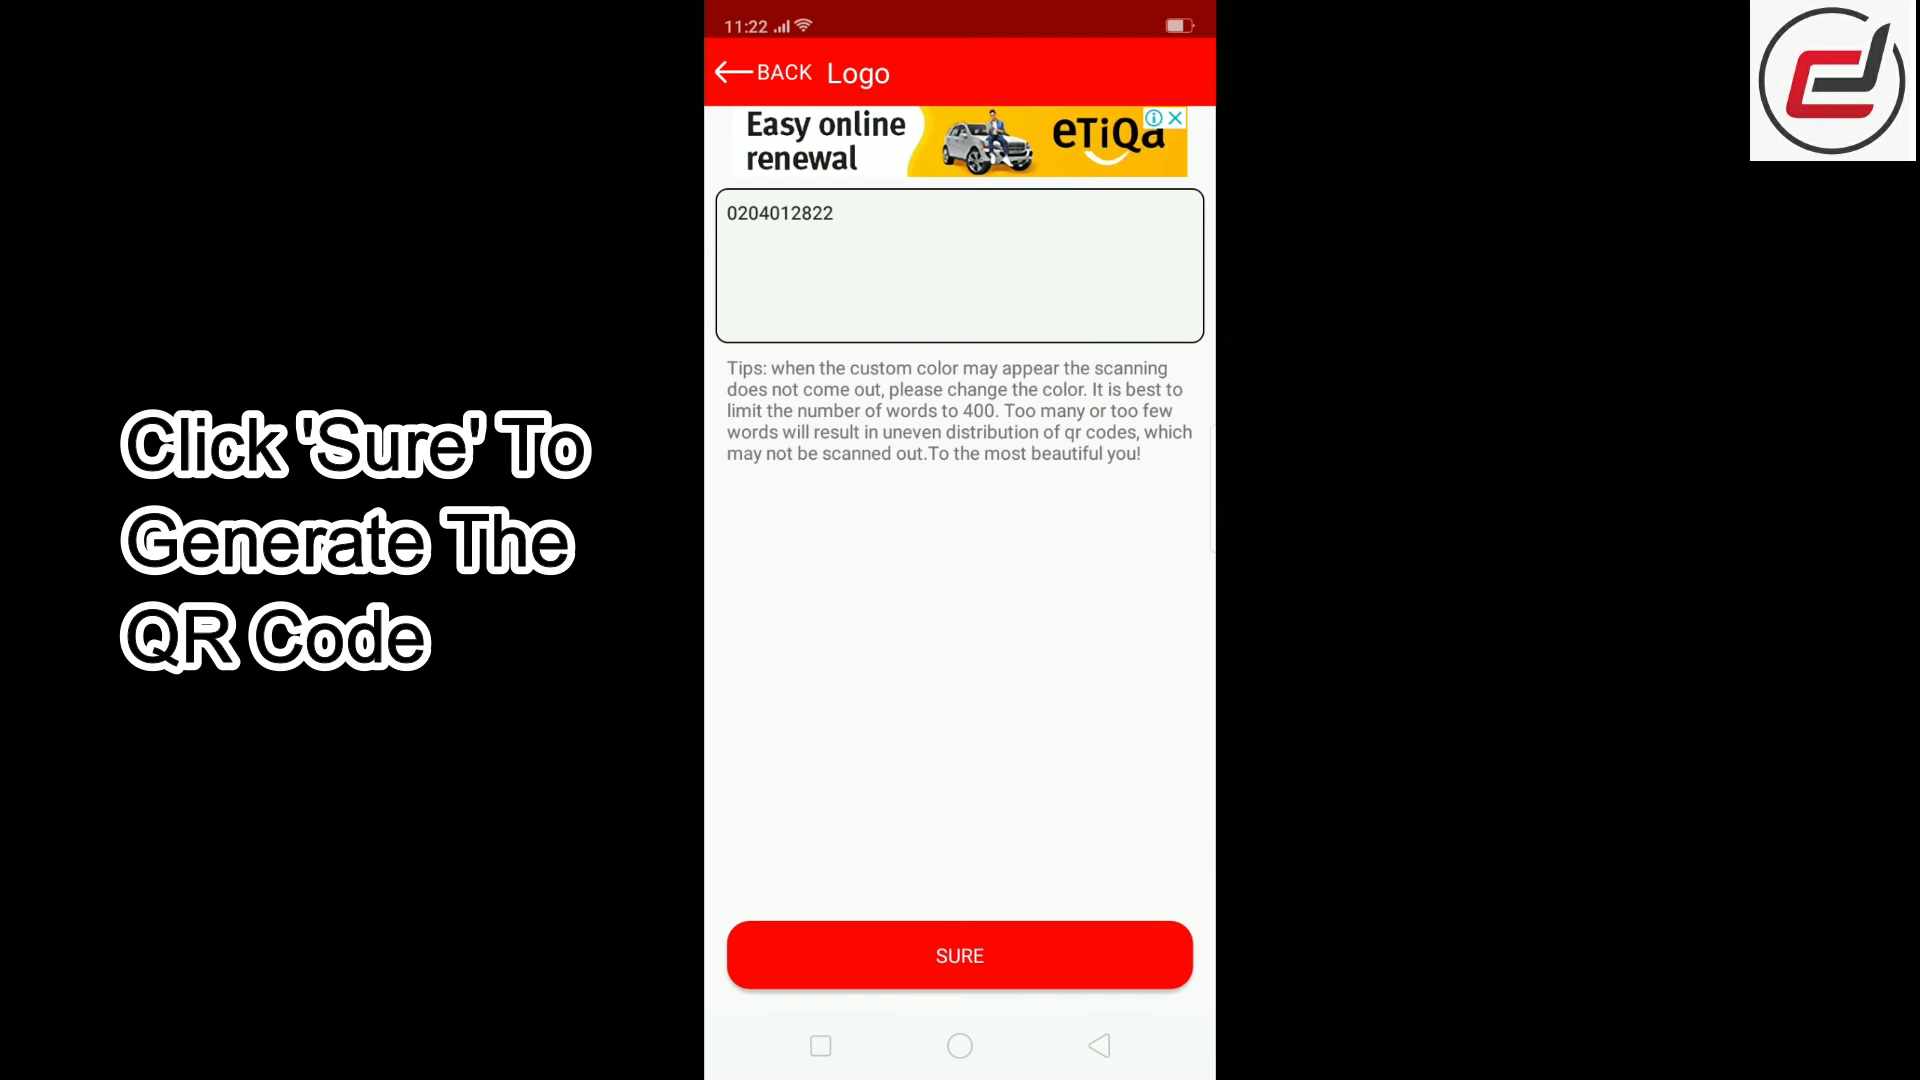 11:22
BACK Logo
Easy online
renewal
eTiQa
0204012822
Tips: when the custom color may appear the scanning
does not come out, please change the color. It is best to
limit the number of words to 400. Too many or too few
words will result in uneven distribution of qr codes, which
may not be scanned out.To the most beautiful you!
Click 'Sure' To
Generate The
QR Code
SURE